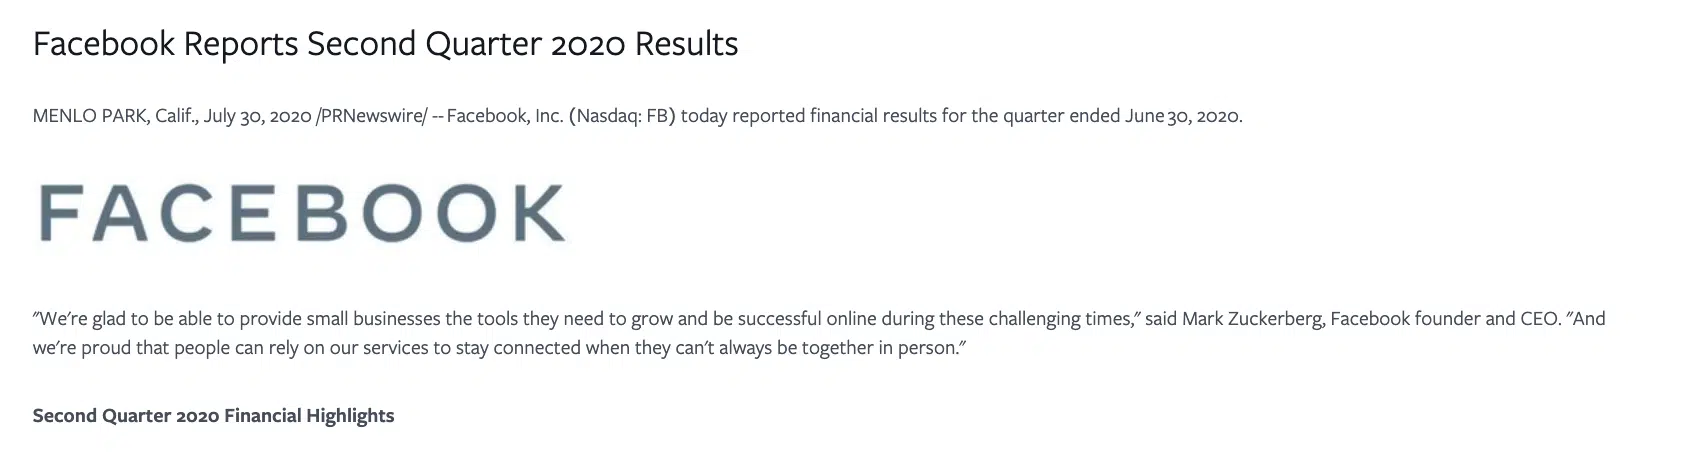 Facebook Reports Second Quarter 2020 Results
MENLO PARK, Calif., July 30, 2020 /PRNewswire/ -- Facebook, Inc. (Nasdaq: FB) today reported financial results for the quarter ended June 30, 2020.
FACEBOOK
"We're glad to be able to provide small businesses the tools they need to grow and be successful online during these challenging times," said Mark Zuckerberg, Facebook founder and CEO. "And
we're proud that people can rely on our services to stay connected when they can't always be together in person."
Second Quarter 2020 Financial Highlights